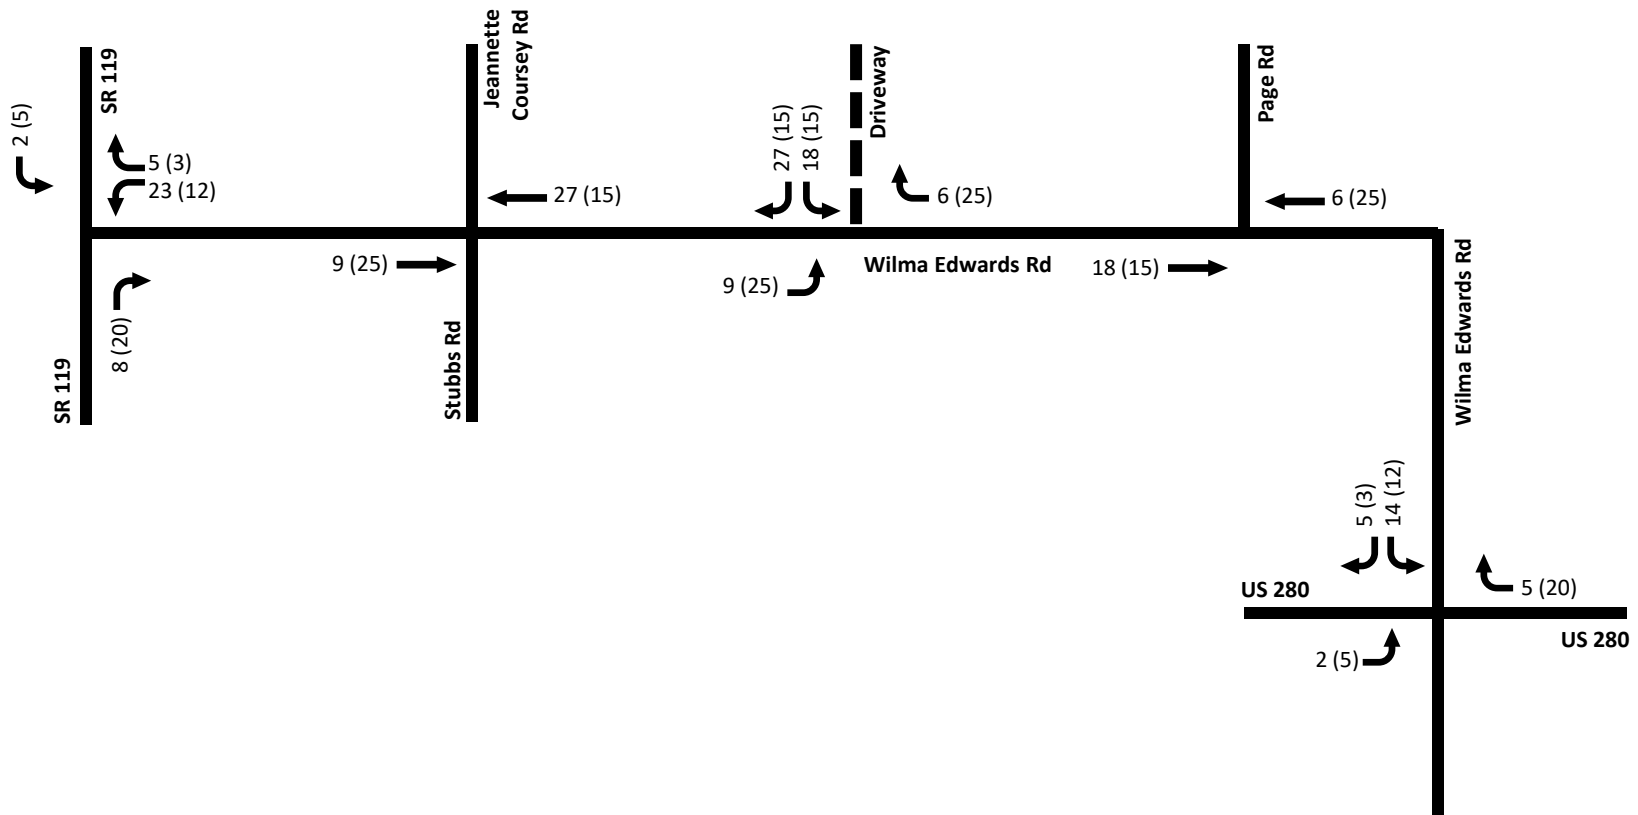 SR 119
2 (5)
5 (3)
23 (12)
8 (20)
SR 119
Jeannette
Coursey Rd
27 (15)
9 (25)
Stubbs Rd
27 (15)
18 (15)
Driveway
6 (25)
9 (25)
Wilma Edwards Rd
Page Rd
6 (25)
18 (15)
Wilma Edwards Rd
5 (3)
14 (12)
US 280
5 (20)
US 280
2 (5)